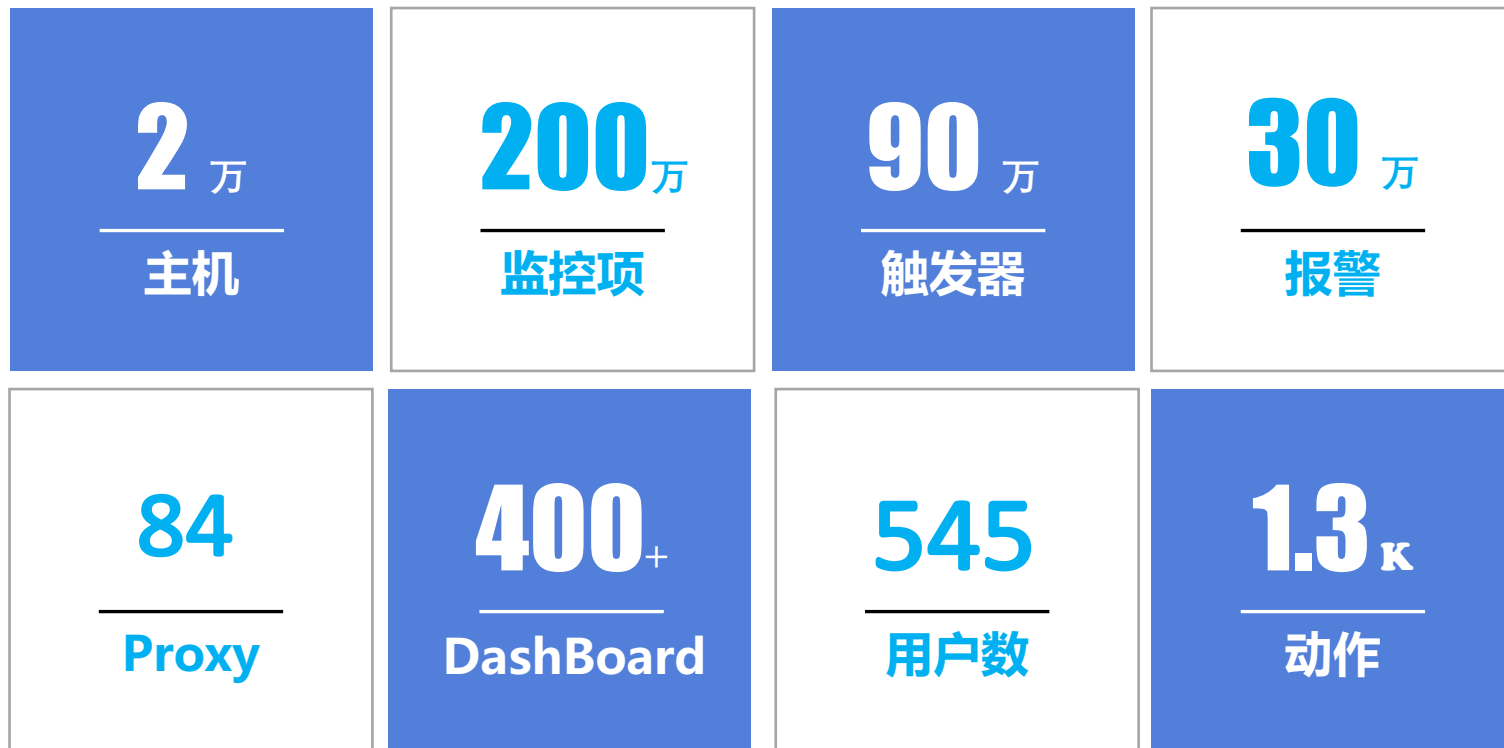 2 万
主机
200万
监控项
90 万
触发器
30 万
报警
84
Proxy
400+
DashBoard
545
用户数
1.3 K
动作